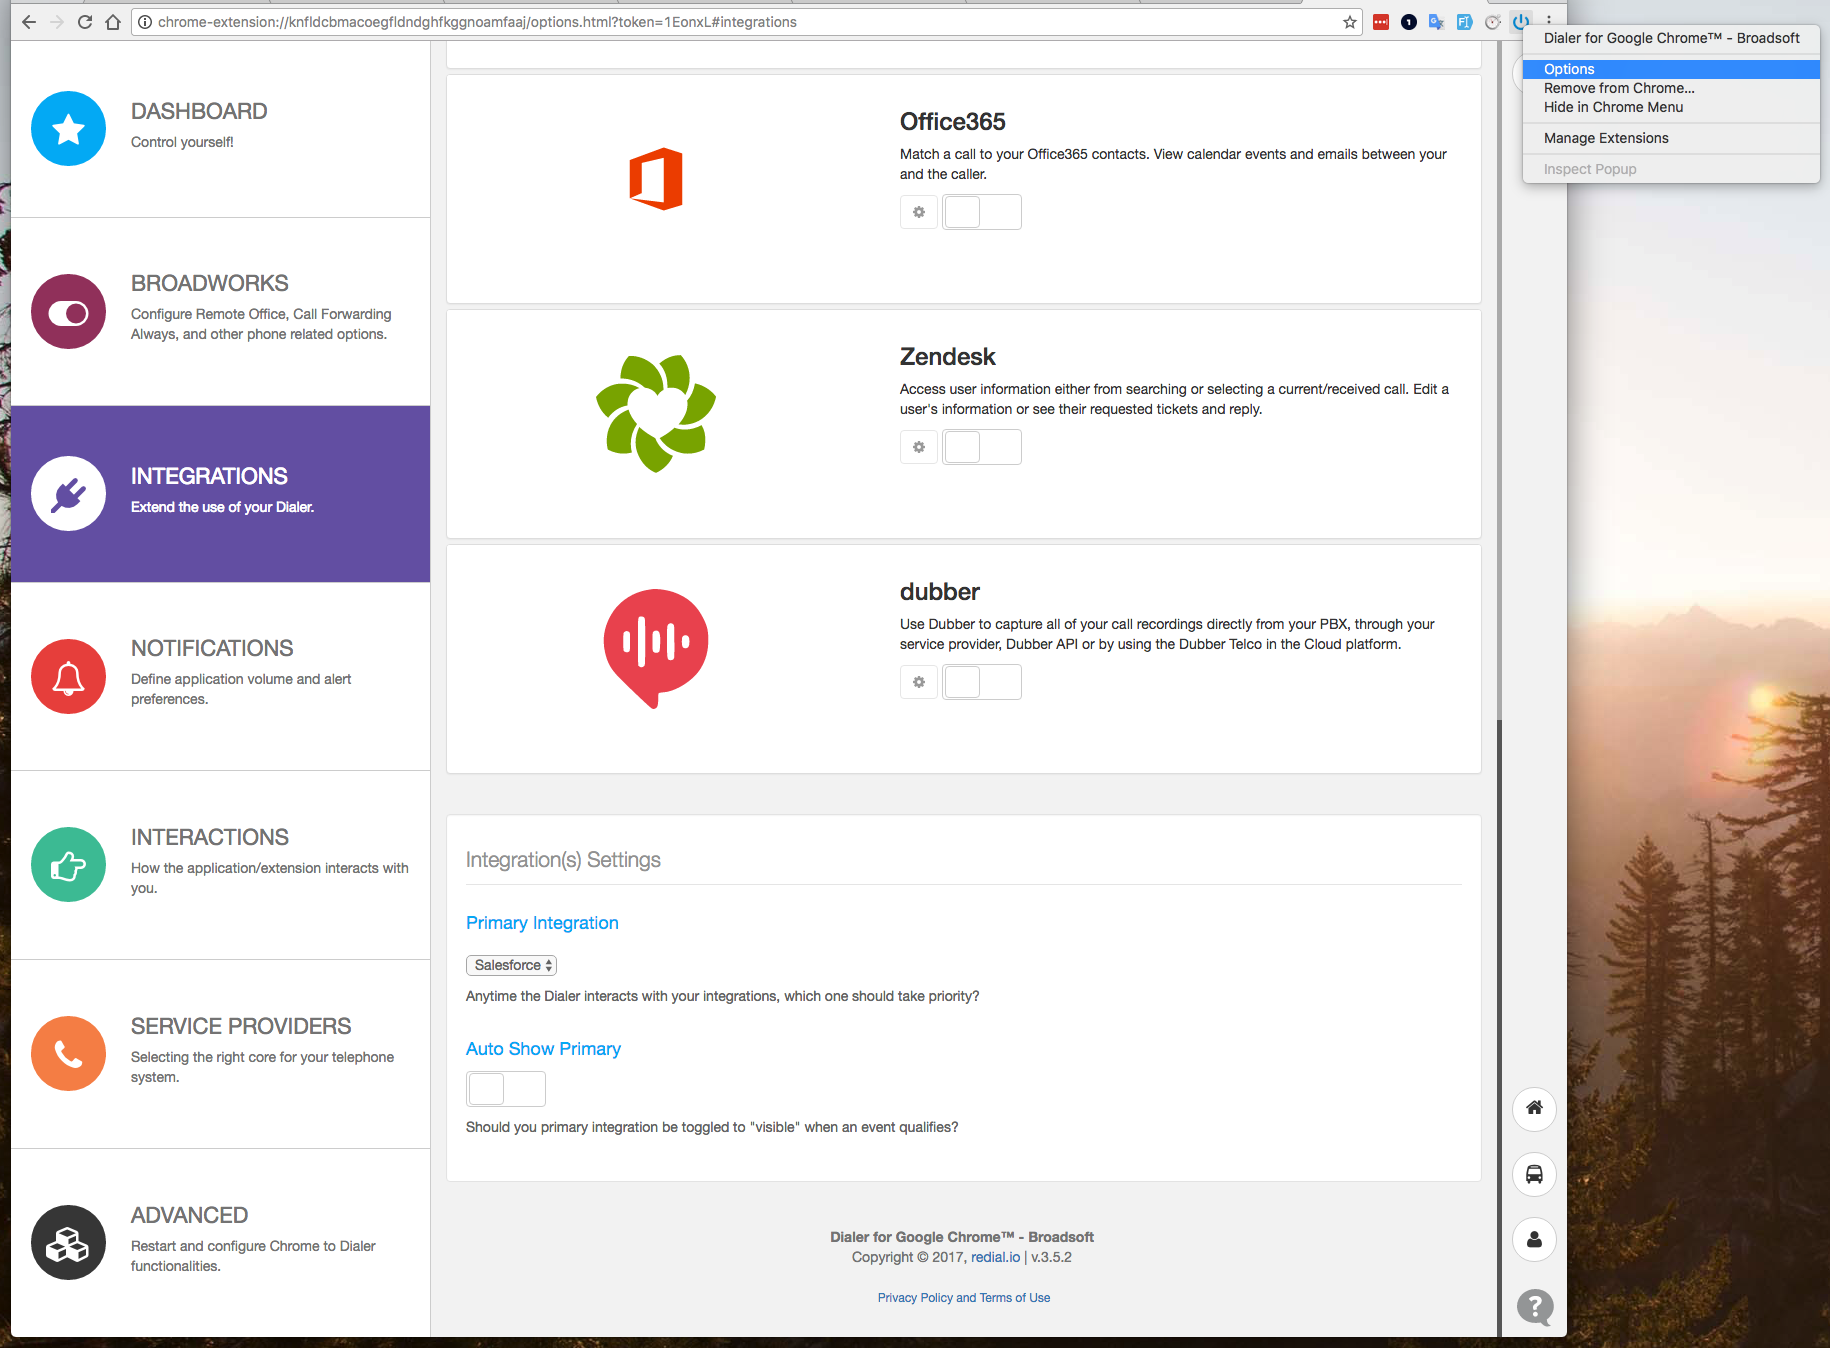 chrome-extension://knfldcbmacoegfldndghfkggnoamfaaj/options.html?token=1EonxL#integrations
Dialer for Google Chrome™ - Broadsoft
Options
Remove from Chrome...
Hide in Chrome Menu
Manage Extensions
Inspect Popup
DASHBOARD
Control yourself!
BROADWORKS
Configure Remote Office, Call Forwarding
Always, and other phone related options.
INTEGRATIONS
Extend the use of your Dialer.
NOTIFICATIONS
Define application volume and alert
preferences.
INTERACTIONS
How the application/extension interacts with
you.
SERVICE PROVIDERS
Selecting the right core for your telephone
system.
ADVANCED
Restart and configure Chrome to Dialer
functionalities.
Office365
Match a call to your Office365 contacts. View calendar events and emails between your
and the caller.
Zendesk
Access user information either from searching or selecting a current/received call. Edit a
user's information or see their requested tickets and reply.
dubber
Use Dubber to capture all of your call recordings directly from your PBX, through your
service provider, Dubber API or by using the Dubber Telco in the Cloud platform.
Integration(s) Settings
Primary Integration
Salesforce
Anytime the Dialer interacts with your integrations, which one should take priority?
Auto Show Primary
Should you primary integration be toggled to "visible" when an event qualifies?
Dialer for Google Chrome™ - Broadsoft
Copyright © 2017, redial.io | v.3.5.2
Privacy Policy and Terms of Use